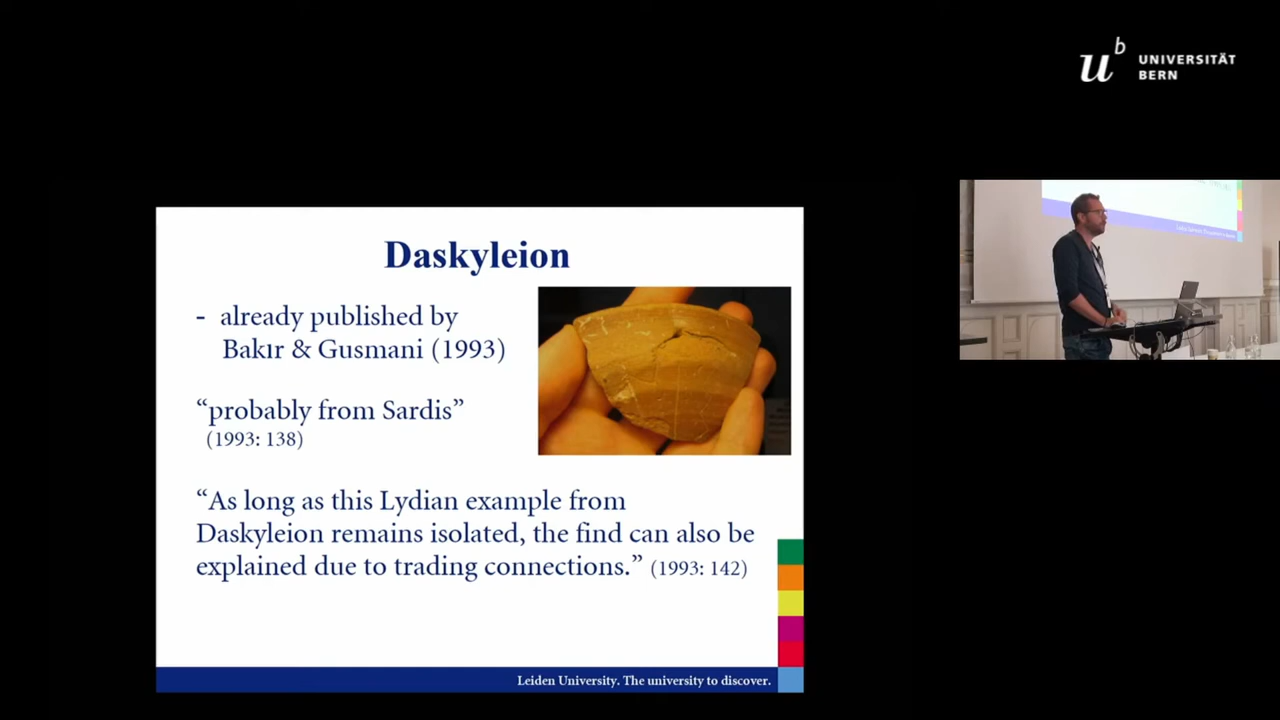 u^b
UNIVERSITÄT
BERN
Daskyleion
- already published by
Bakır & Gusmani (1993)
“probably from Sardis”
(1993: 138)
“As long as this Lydian example from
Daskyleion remains isolated, the find can also be
explained due to trading connections.” (1993: 142)
Leiden University. The university to discover.